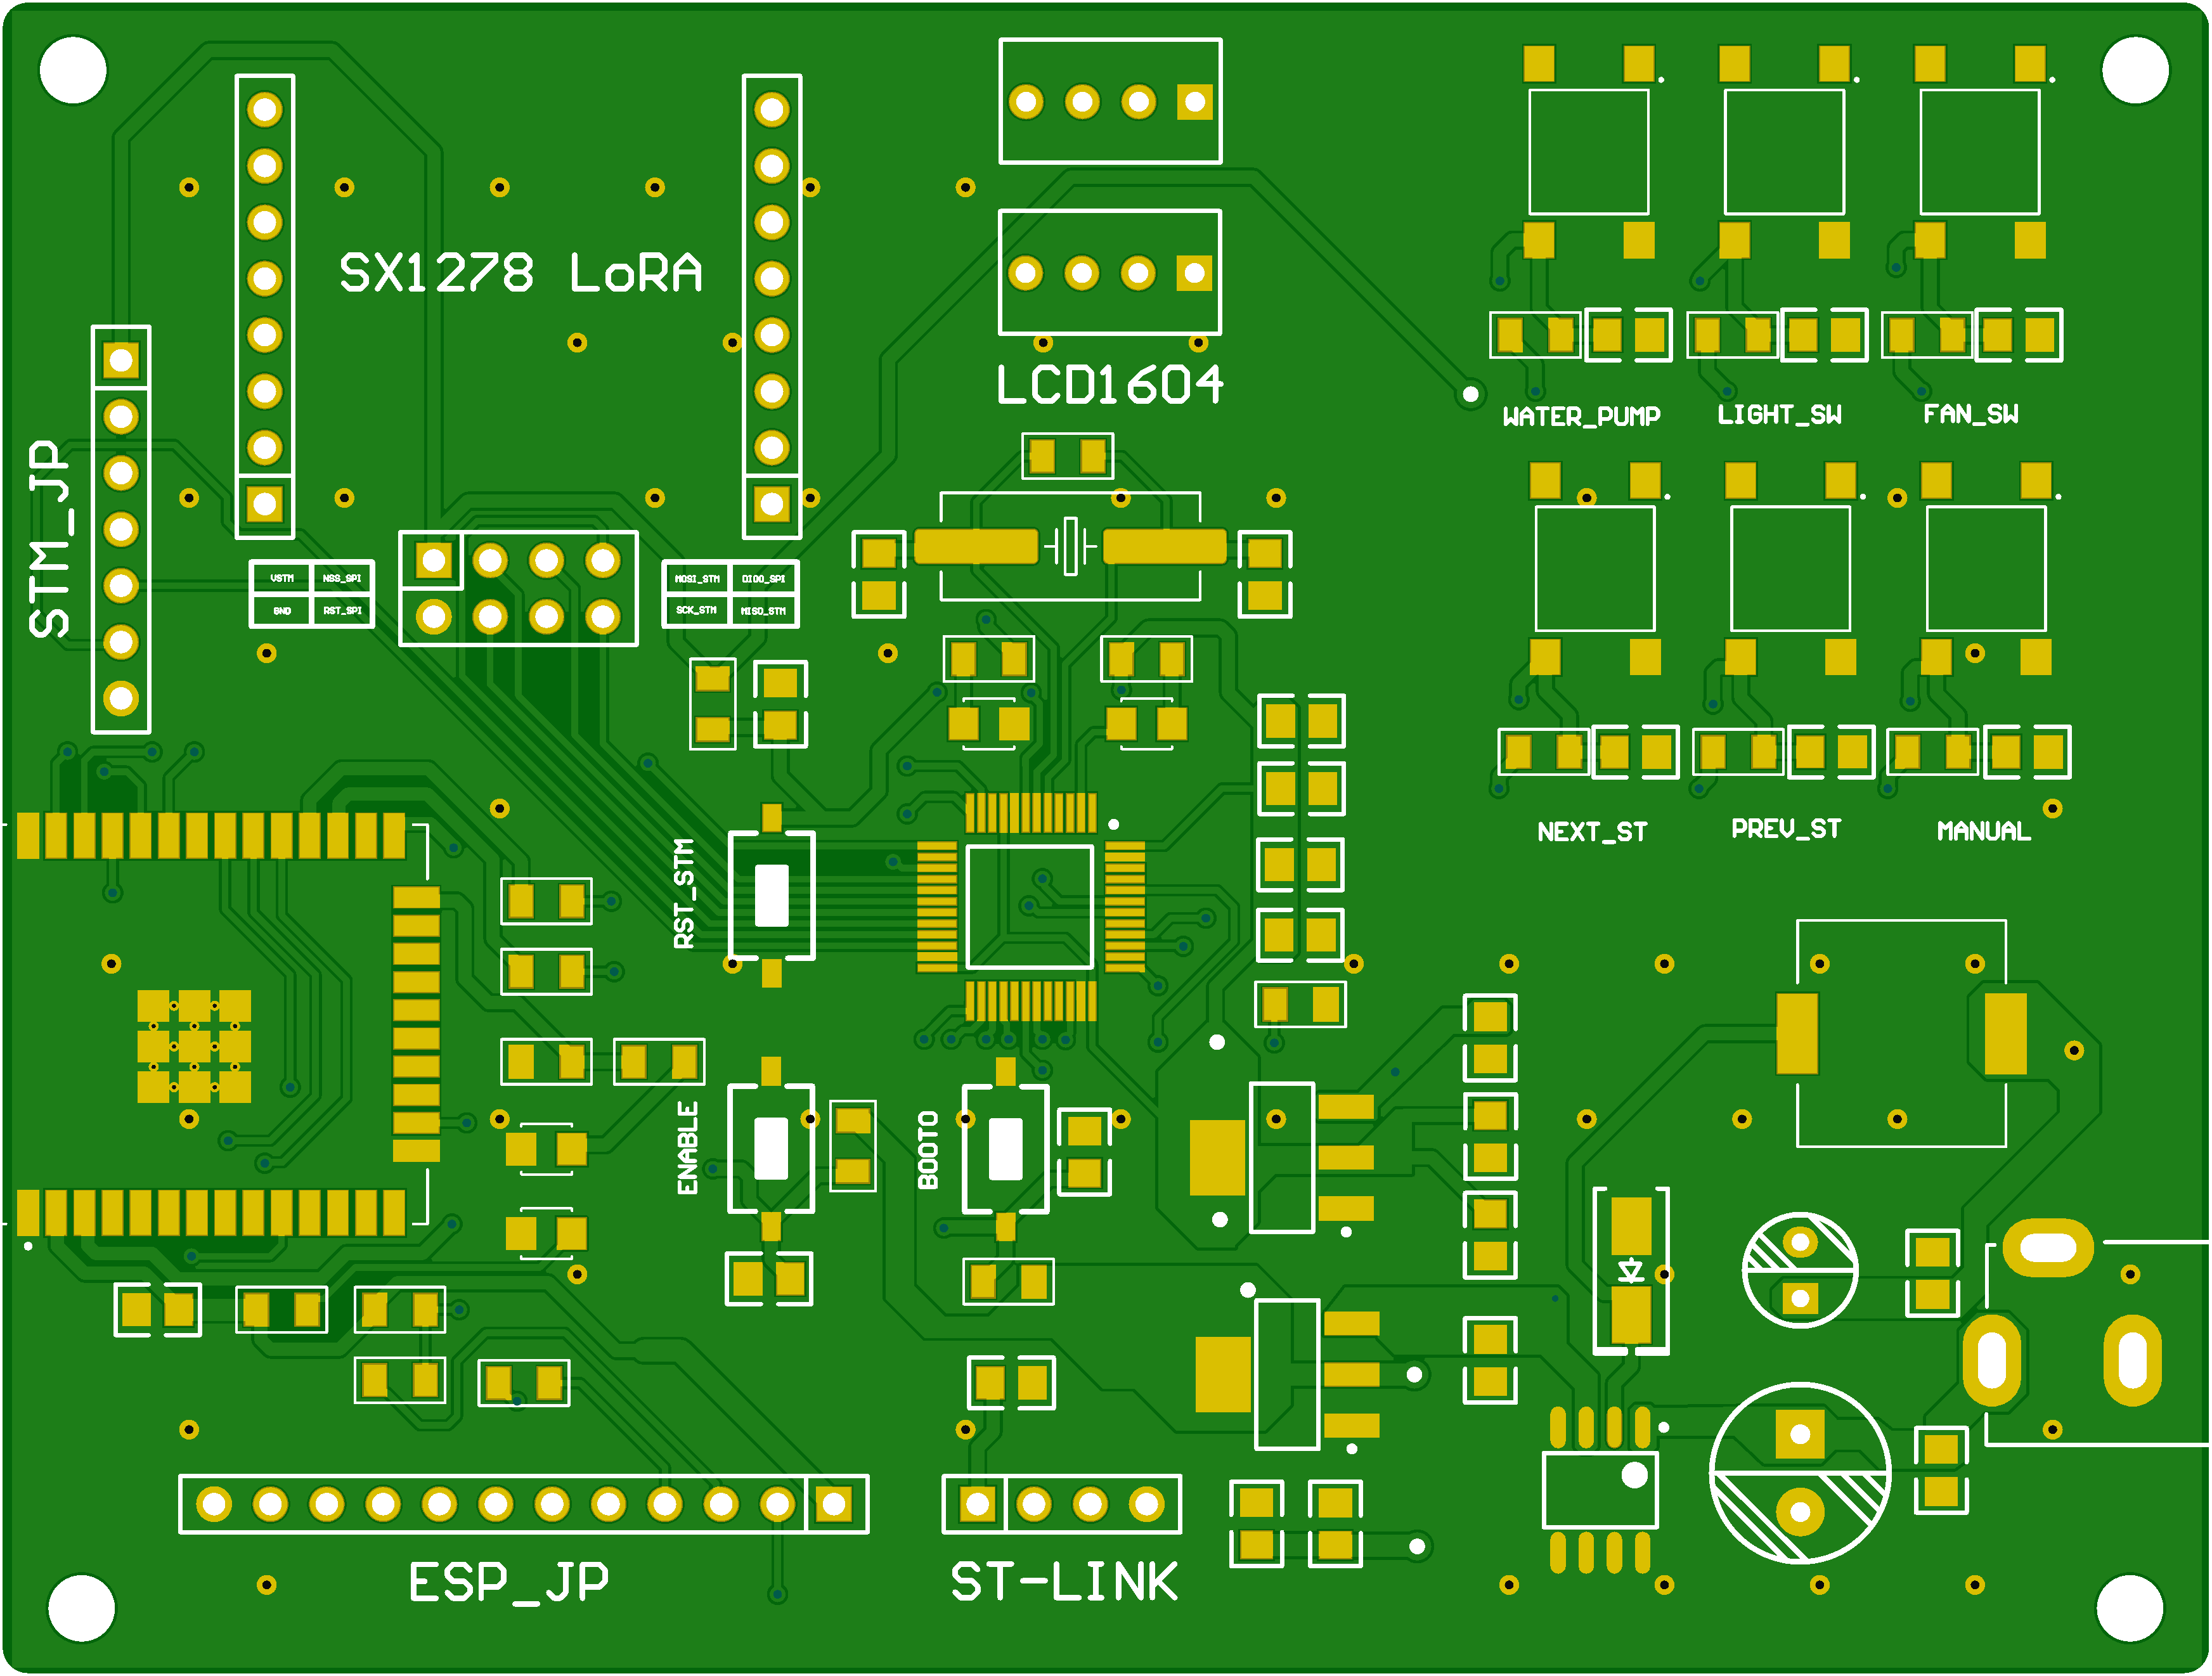 SX1278 LoRA
LCD1604
WATER_PUMP
LIGHT_SW
FAN_SW
STM_JP
VSTM
NSS_SPI
GND
RST_SPI
MOSI_STM
DIO0_SPI
SCK_STM
MISO_STM
NEXT_ST
PREV_ST
MANUAL
RST_STM
ENABLE
BOOT0
ESP_JP
ST-LINK